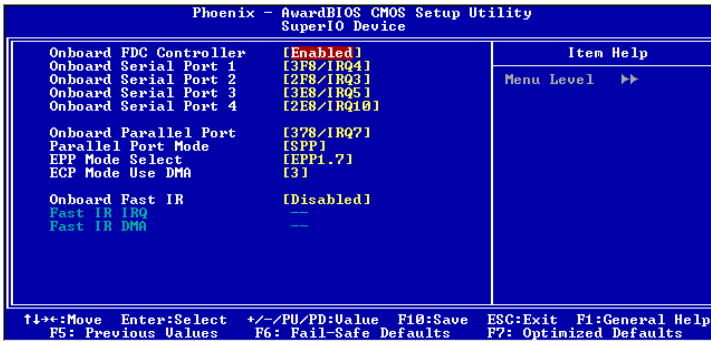 Phoenix - AwardBIOS CMOS Setup Utility
SuperIO Device
Onboard FDC Controller [Enabled]
Onboard Serial Port 1 [3F8/IRQ4]
Onboard Serial Port 2 [2F8/IRQ3]
Onboard Serial Port 3 [3E8/IRQ5]
Onboard Serial Port 4 [2E8/IRQ10]
Onboard Parallel Port [378/IRQ7]
Parallel Port Mode [SPP]
EPP Mode Select [EPP1.7]
ECP Mode Use DMA [3]
Onboard Fast IR [Disabled]
Fast IR IRQ --
Fast IR DMA --
Item Help
Menu Level ▶▶
↑↓→←:Move Enter:Select +/-/PU/PD:Value F10:Save ESC:Exit F1:General Help
F5: Previous Values F6: Fail-Safe Defaults F7: Optimized Defaults